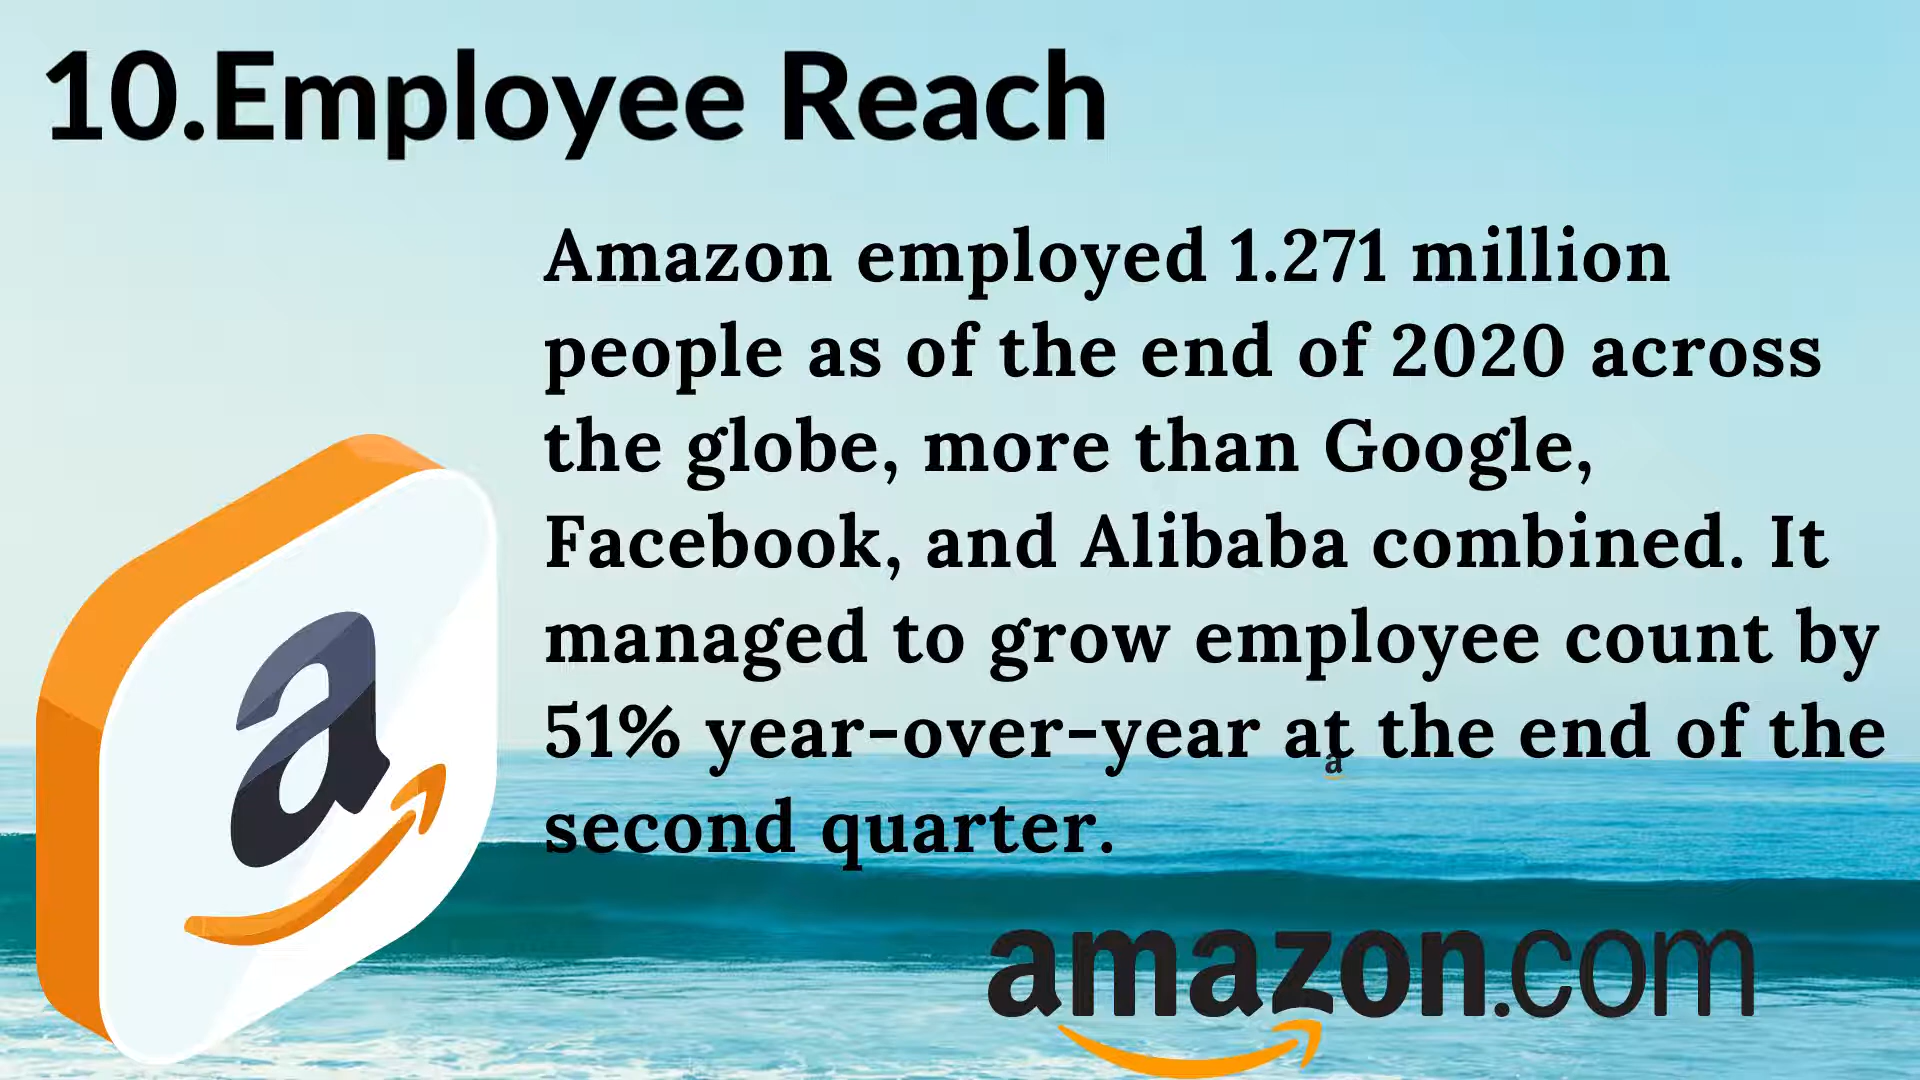 10.Employee Reach
Amazon employed 1.271 million
people as of the end of 2020 across
the globe, more than Google,
Facebook, and Alibaba combined. It
managed to grow employee count by
51% year-over-year at the end of the
second quarter.
a
a
amazon.com